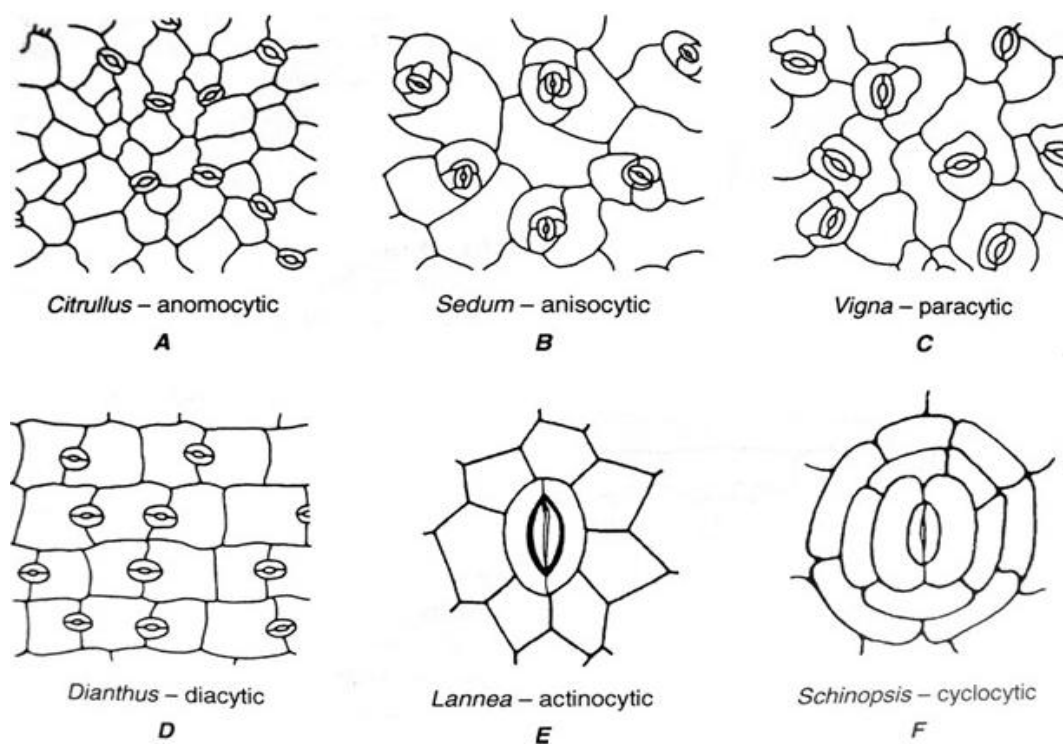 Citrullus – anomocytic
Sedum – anisocytic
Vigna – paracytic
A
B
C
Dianthus – diacytic
Lannea – actinocytic
Schinopsis – cyclocytic
D
E
F